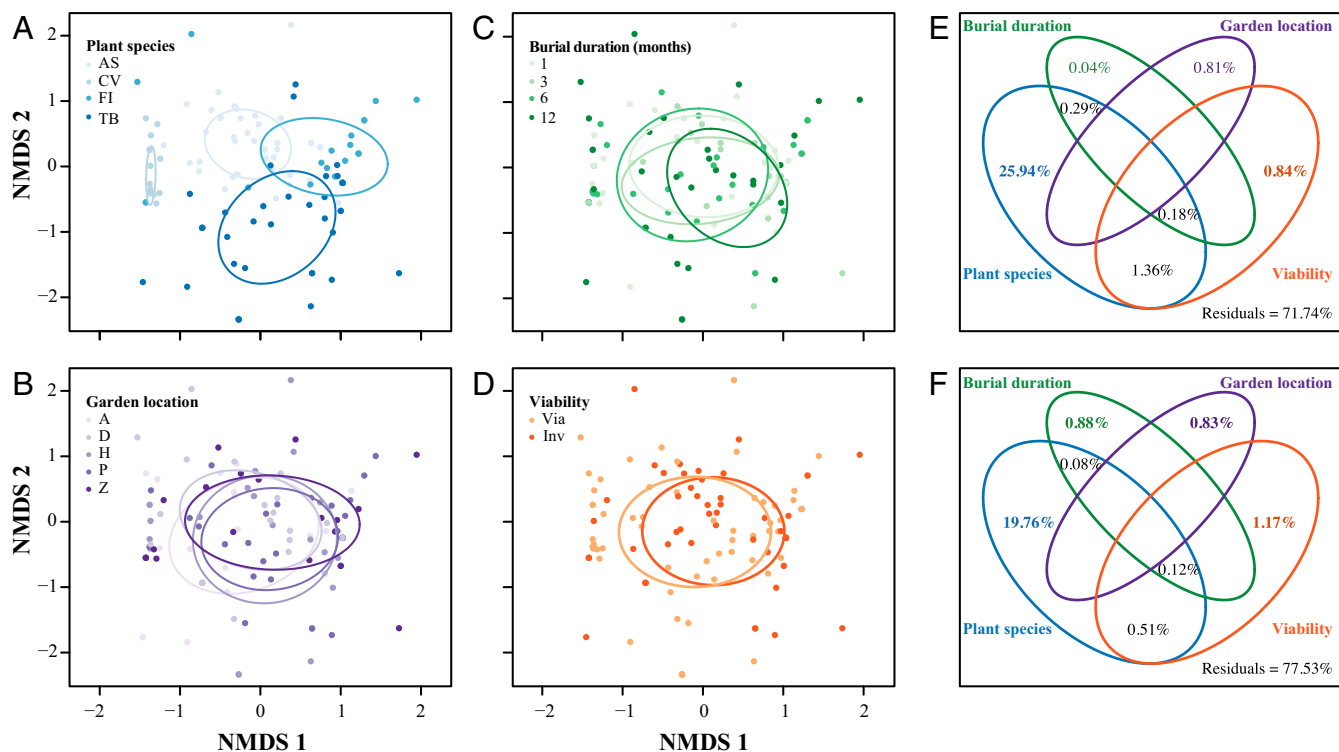 A
Plant species
AS
CV
FI
TB
2
1
0
−1
−2
NMDS 2
C
Burial duration (months)
1
3
6
12
E
Burial duration
Garden location
0.04%
0.81%
0.29%
25.94%
0.84%
0.18%
Plant species
1.36%
Viability
Residuals = 71.74%
B
Garden location
A
D
H
P
Z
2
1
0
−1
−2
NMDS 2
−2
−1
0
1
2
NMDS 1
D
Viability
Via
Inv
−2
−1
0
1
2
NMDS 1
F
Burial duration
Garden location
0.88%
0.83%
0.08%
19.76%
1.17%
0.12%
Plant species
0.51%
Viability
Residuals = 77.53%